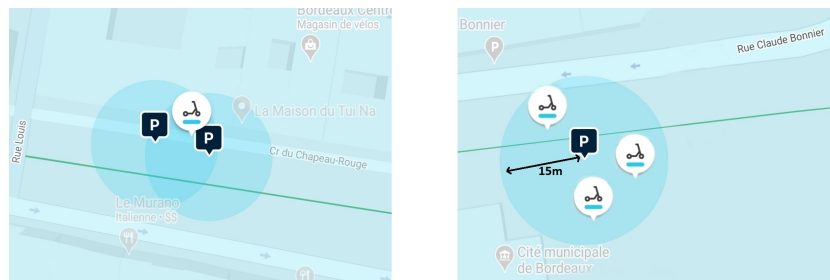 Bordeaux Centre
Magasin de vélos
P
P
La Maison du Tui Na
Rue Louis
Cr du Chapeau-Rouge
Le Murano
Italienne · $$
Bonnier
P
Rue Claude Bonnier
P
15m
Cité municipale
de Bordeaux